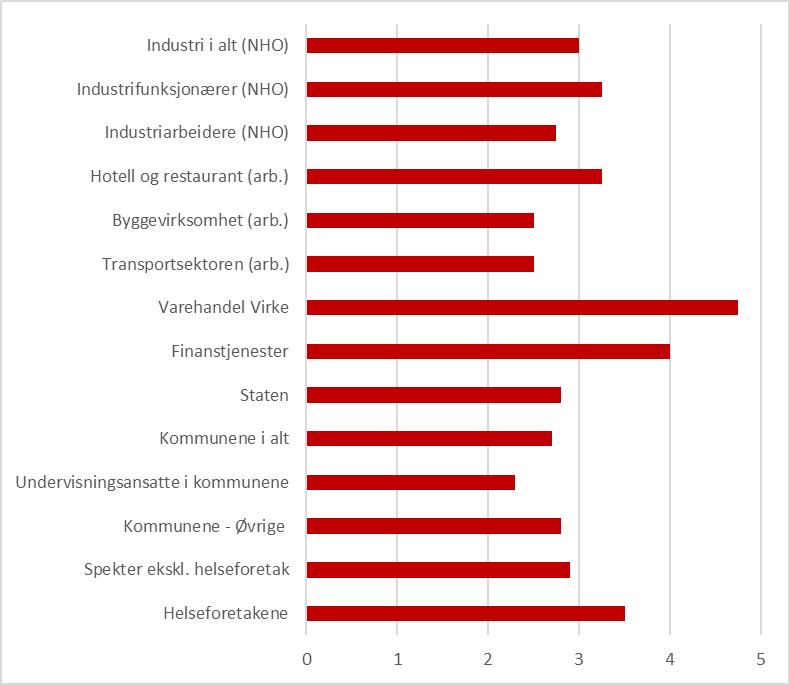 Industri i alt (NHO)
Industrifunksjonærer (NHO)
Industriarbeidere (NHO)
Hotell og restaurant (arb.)
Byggevirksomhet (arb.)
Transportsektoren (arb.)
Varehandel Virke
Finanstjenester
Staten
Kommunene i alt
Undervisningsansatte i kommunene
Kommunene - Øvrige
Spekter ekskl. helseforetak
Helseforetakene
0 1 2 3 4 5